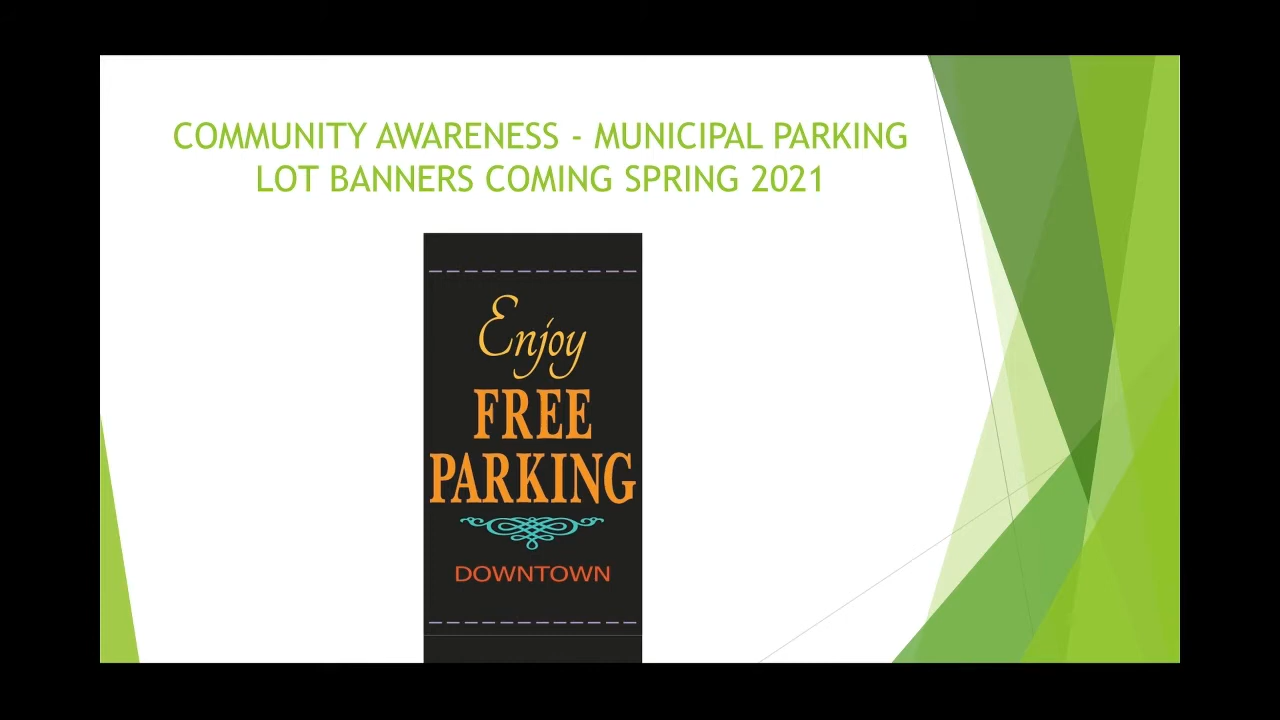 COMMUNITY AWARENESS - MUNICIPAL PARKING
LOT BANNERS COMING SPRING 2021
Enjoy
FREE
PARKING
DOWNTOWN